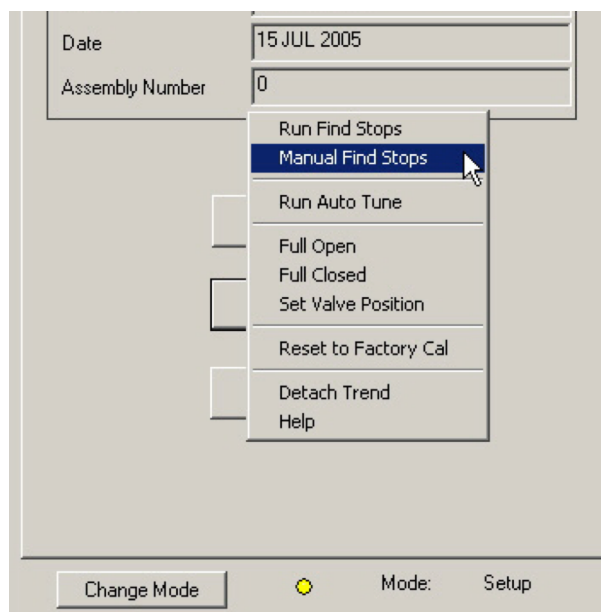 Date 15 JUL 2005
Assembly Number 0
Run Find Stops
Manual Find Stops
Run Auto Tune
Full Open
Full Closed
Set Valve Position
Reset to Factory Cal
Detach Trend
Help
Change Mode Mode: Setup